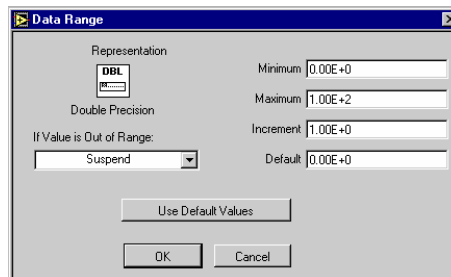 Data Range
Representation
DBL
Double Precision
If Value is Out of Range:
Suspend
Minimum 0.00E+0
Maximum 1.00E+2
Increment 1.00E+0
Default 0.00E+0
Use Default Values
OK
Cancel